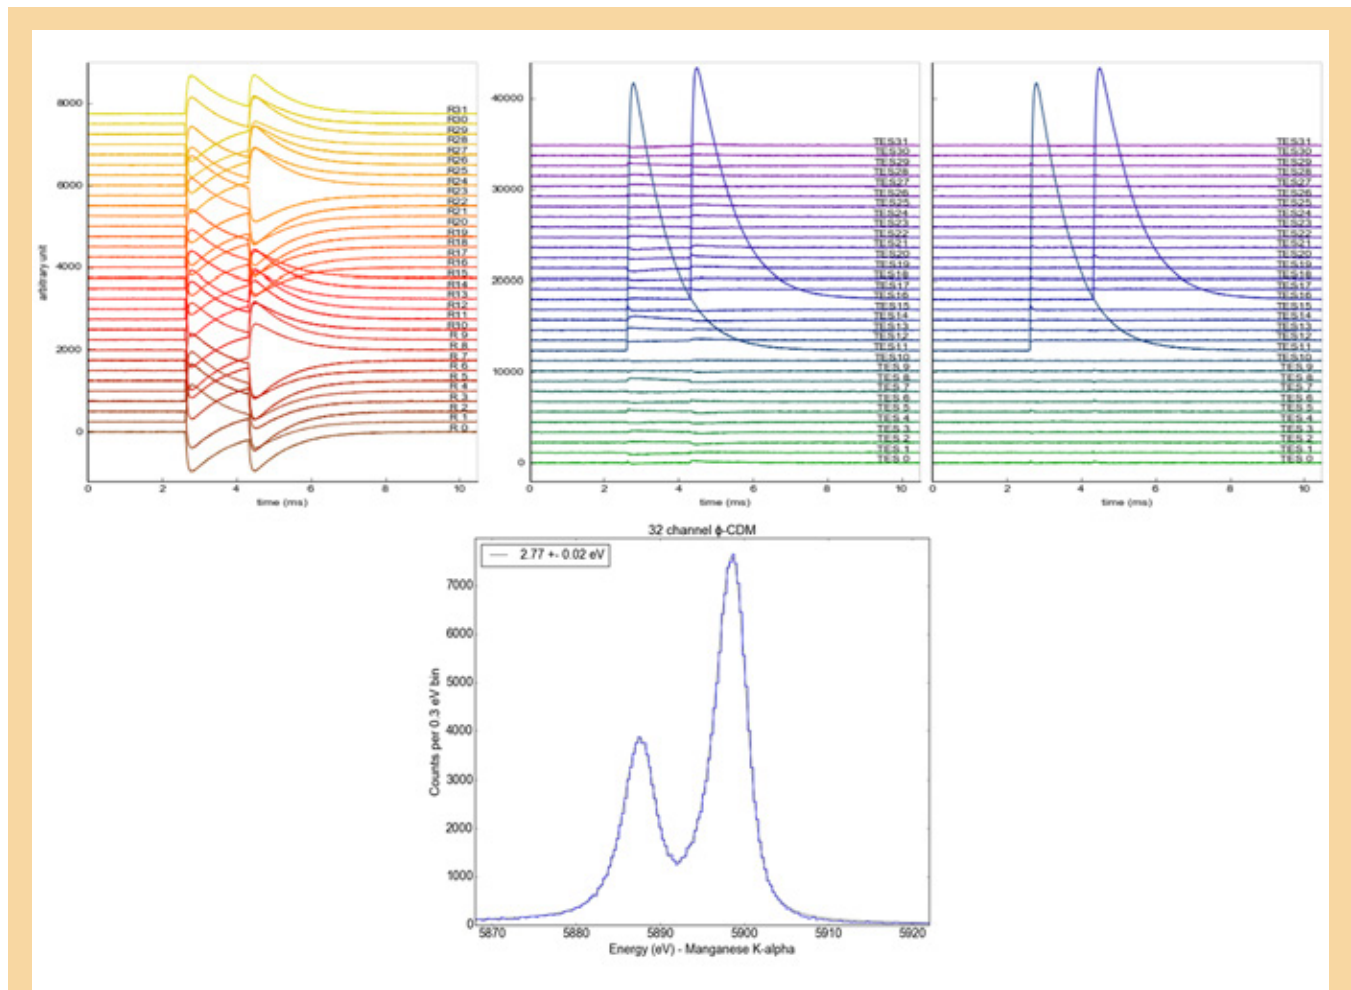 8000
6000
4000
2000
0
arbitrary unit
R31
R30
R29
R28
R27
R26
R25
R24
R23
R22
R21
R20
R19
R18
R17
R16
R15
R14
R13
R12
R11
R10
R 9
R 8
R 7
R 6
R 5
R 4
R 3
R 2
R 1
R 0
0 2 4 6 8 10
time (ms)
40000
30000
20000
10000
0
TES31
TES30
TES29
TES28
TES27
TES26
TES25
TES24
TES23
TES22
TES21
TES20
TES19
TES18
TES17
TES16
TES15
TES14
TES13
TES12
TES11
TES10
TES 9
TES 8
TES 7
TES 6
TES 5
TES 4
TES 3
TES 2
TES 1
TES 0
0 2 4 6 8 10
time (ms)
TES31
TES30
TES29
TES28
TES27
TES26
TES25
TES24
TES23
TES22
TES21
TES20
TES19
TES18
TES17
TES16
TES15
TES14
TES13
TES12
TES11
TES10
TES 9
TES 8
TES 7
TES 6
TES 5
TES 4
TES 3
TES 2
TES 1
TES 0
0 2 4 6 8 10
time (ms)
32 channel ϕ-CDM
2.77 +- 0.02 eV
7000
6000
5000
4000
3000
2000
1000
0
Counts per 0.3 eV bin
5870 5880 5890 5900 5910 5920
Energy (eV) - Manganese K-alpha